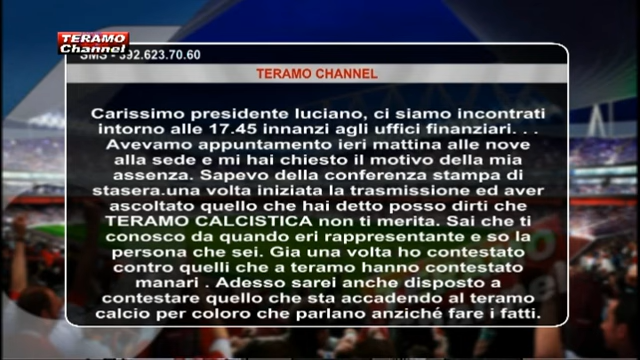 TERAMO
Channel
SMS - 392.623.70.60
TERAMO CHANNEL
Carissimo presidente luciano, ci siamo incontrati
intorno alle 17.45 innanzi agli uffici finanziari. . .
Avevamo appuntamento ieri mattina alle nove
alla sede e mi hai chiesto il motivo della mia
assenza. Sapevo della conferenza stampa di
stasera.una volta iniziata la trasmissione ed aver
ascoltato quello che hai detto posso dirti che
TERAMO CALCISTICA non ti merita. Sai che ti
conosco da quando eri rappresentante e so la
persona che sei. Gia una volta ho contestato
contro quelli che a teramo hanno contestato
manari . Adesso sarei anche disposto a
contestare quello che sta accadendo al teramo
calcio per coloro che parlano anziché fare i fatti.